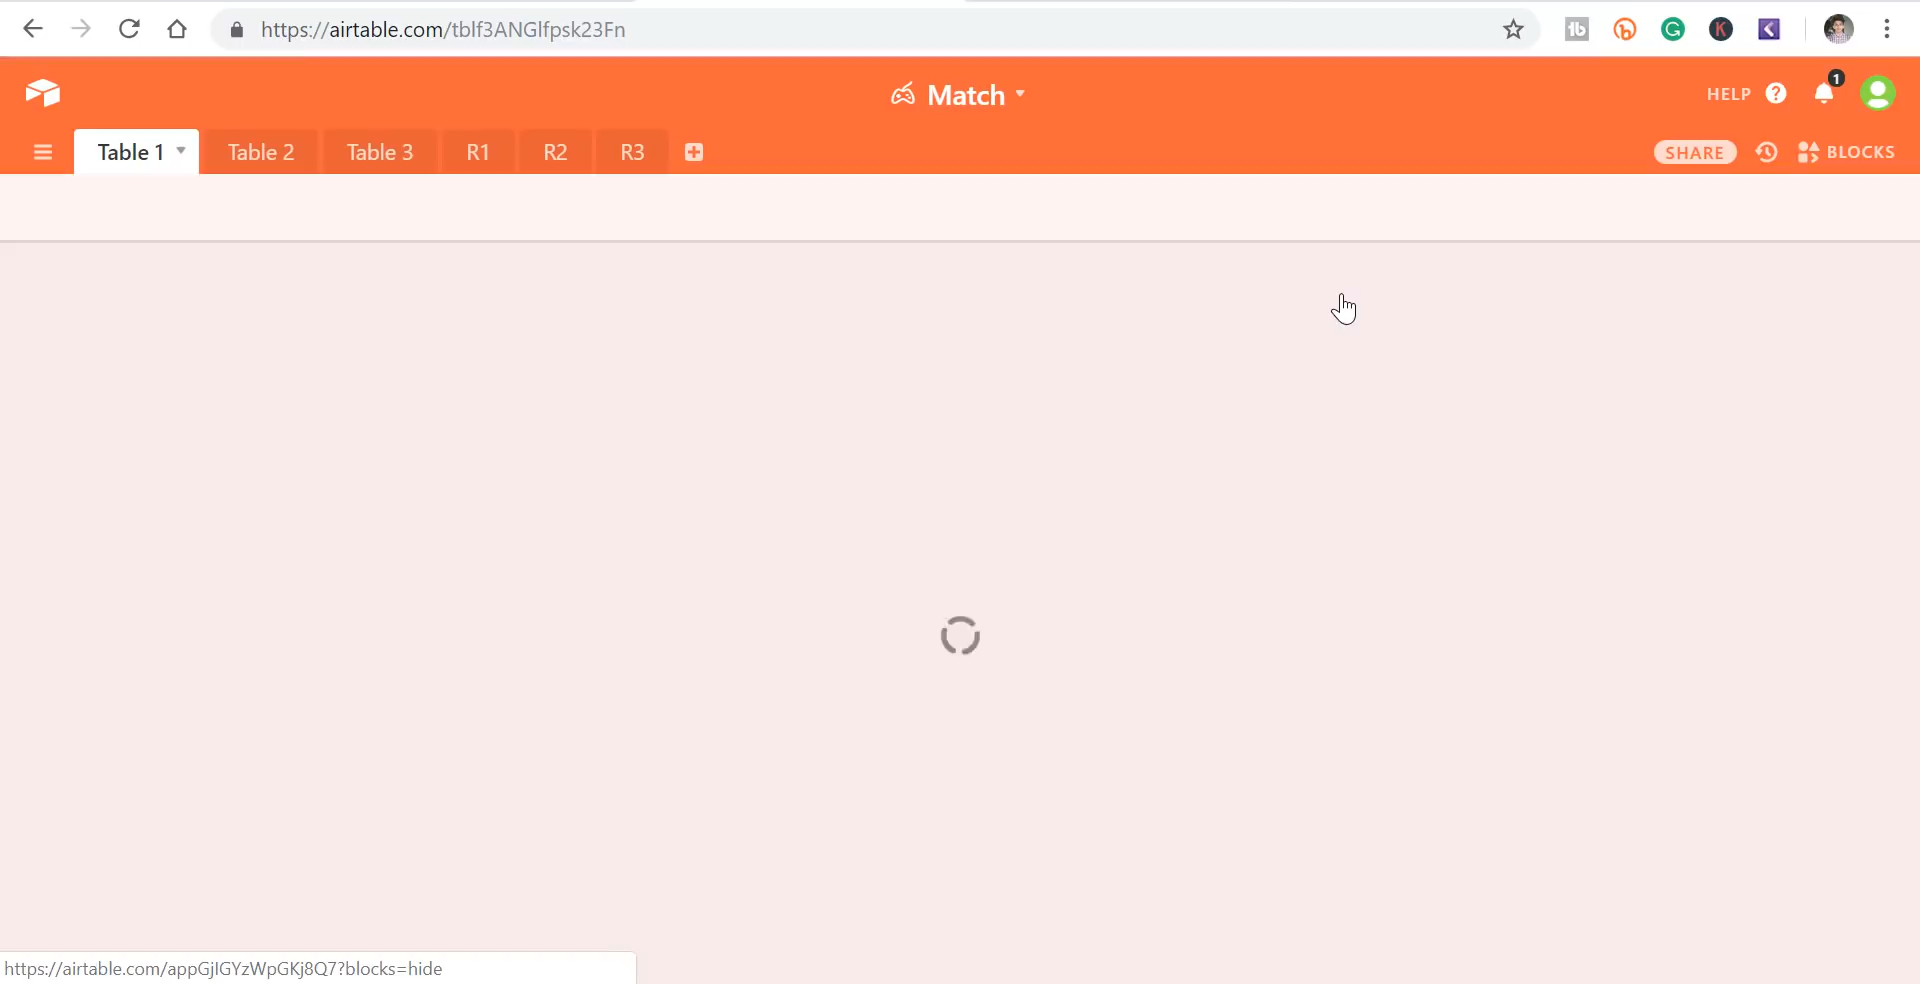 https://airtable.com/tblf3ANGlfpsk23Fn
Match
HELP
1
Table 1
Table 2
Table 3
R1
R2
R3
SHARE
BLOCKS
https://airtable.com/appGjIGYzWpGKj8Q7?blocks=hide